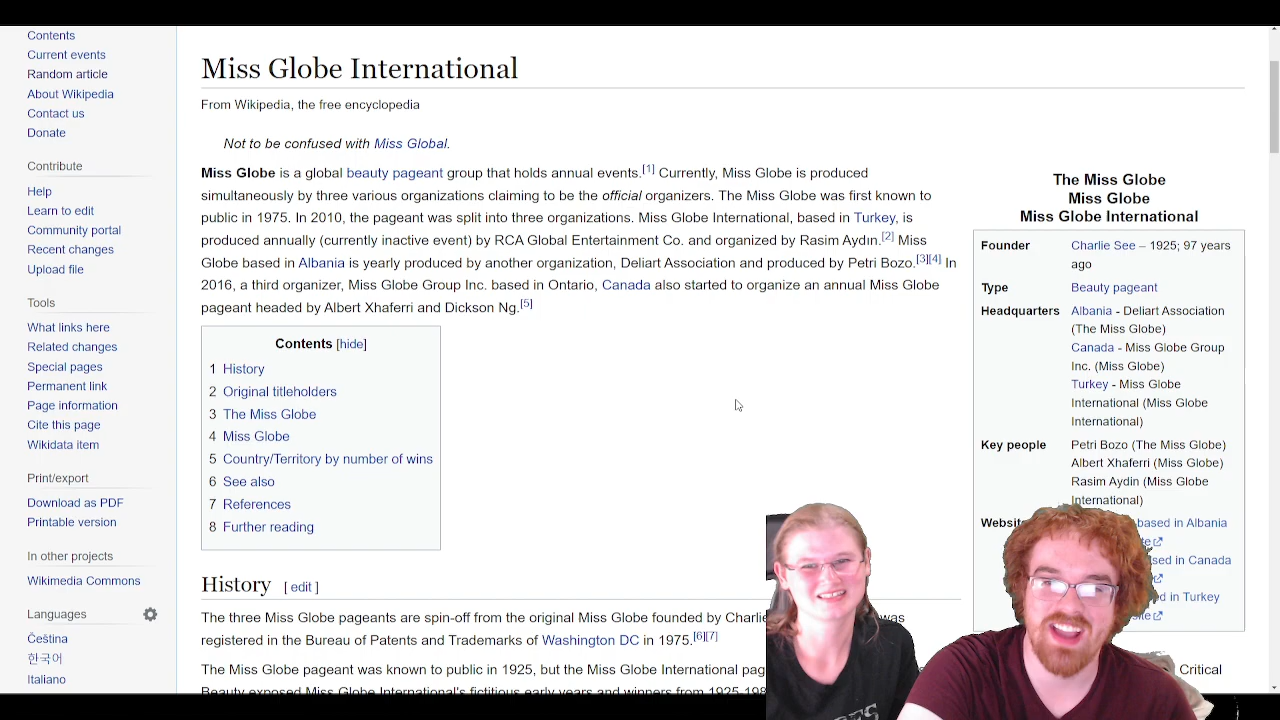 Contents
Current events
Random article
About Wikipedia
Contact us
Donate
Contribute
Help
Learn to edit
Community portal
Recent changes
Upload file
Tools
What links here
Related changes
Special pages
Permanent link
Page information
Cite this page
Wikidata item
Print/export
Download as PDF
Printable version
In other projects
Wikimedia Commons
Languages
Čeština
한국어
Italiano
Miss Globe International
From Wikipedia, the free encyclopedia
Not to be confused with Miss Global.
Miss Globe is a global beauty pageant group that holds annual events.[1] Currently, Miss Globe is produced
simultaneously by three various organizations claiming to be the official organizers. The Miss Globe was first known to
public in 1975. In 2010, the pageant was split into three organizations. Miss Globe International, based in Turkey, is
produced annually (currently inactive event) by RCA Global Entertainment Co. and organized by Rasim Aydın.[2] Miss
Globe based in Albania is yearly produced by another organization, Deliart Association and produced by Petri Bozo.[3][4] In
2016, a third organizer, Miss Globe Group Inc. based in Ontario, Canada also started to organize an annual Miss Globe
pageant headed by Albert Xhaferri and Dickson Ng.[5]
Contents [hide]
1 History
2 Original titleholders
3 The Miss Globe
4 Miss Globe
5 Country/Territory by number of wins
6 See also
7 References
8 Further reading
The Miss Globe
Miss Globe
Miss Globe International
Founder Charlie See – 1925; 97 years
ago
Type Beauty pageant
Headquarters Albania - Deliart Association
(The Miss Globe)
Canada - Miss Globe Group
Inc. (Miss Globe)
Turkey - Miss Globe
International (Miss Globe
International)
Key people Petri Bozo (The Miss Globe)
Albert Xhaferri (Miss Globe)
Rasim Aydin (Miss Globe
International)
based in Albania
in Canada
in Turkey
History [ edit ]
The three Miss Globe pageants are spin-off from the original Miss Globe founded by Charlie was
registered in the Bureau of Patents and Trademarks of Washington DC in 1975.[6][7]
The Miss Globe pageant was known to public in 1925, but the Miss Globe International Critical
Beauty exposed Miss Globe International's fictitious early years and winners from